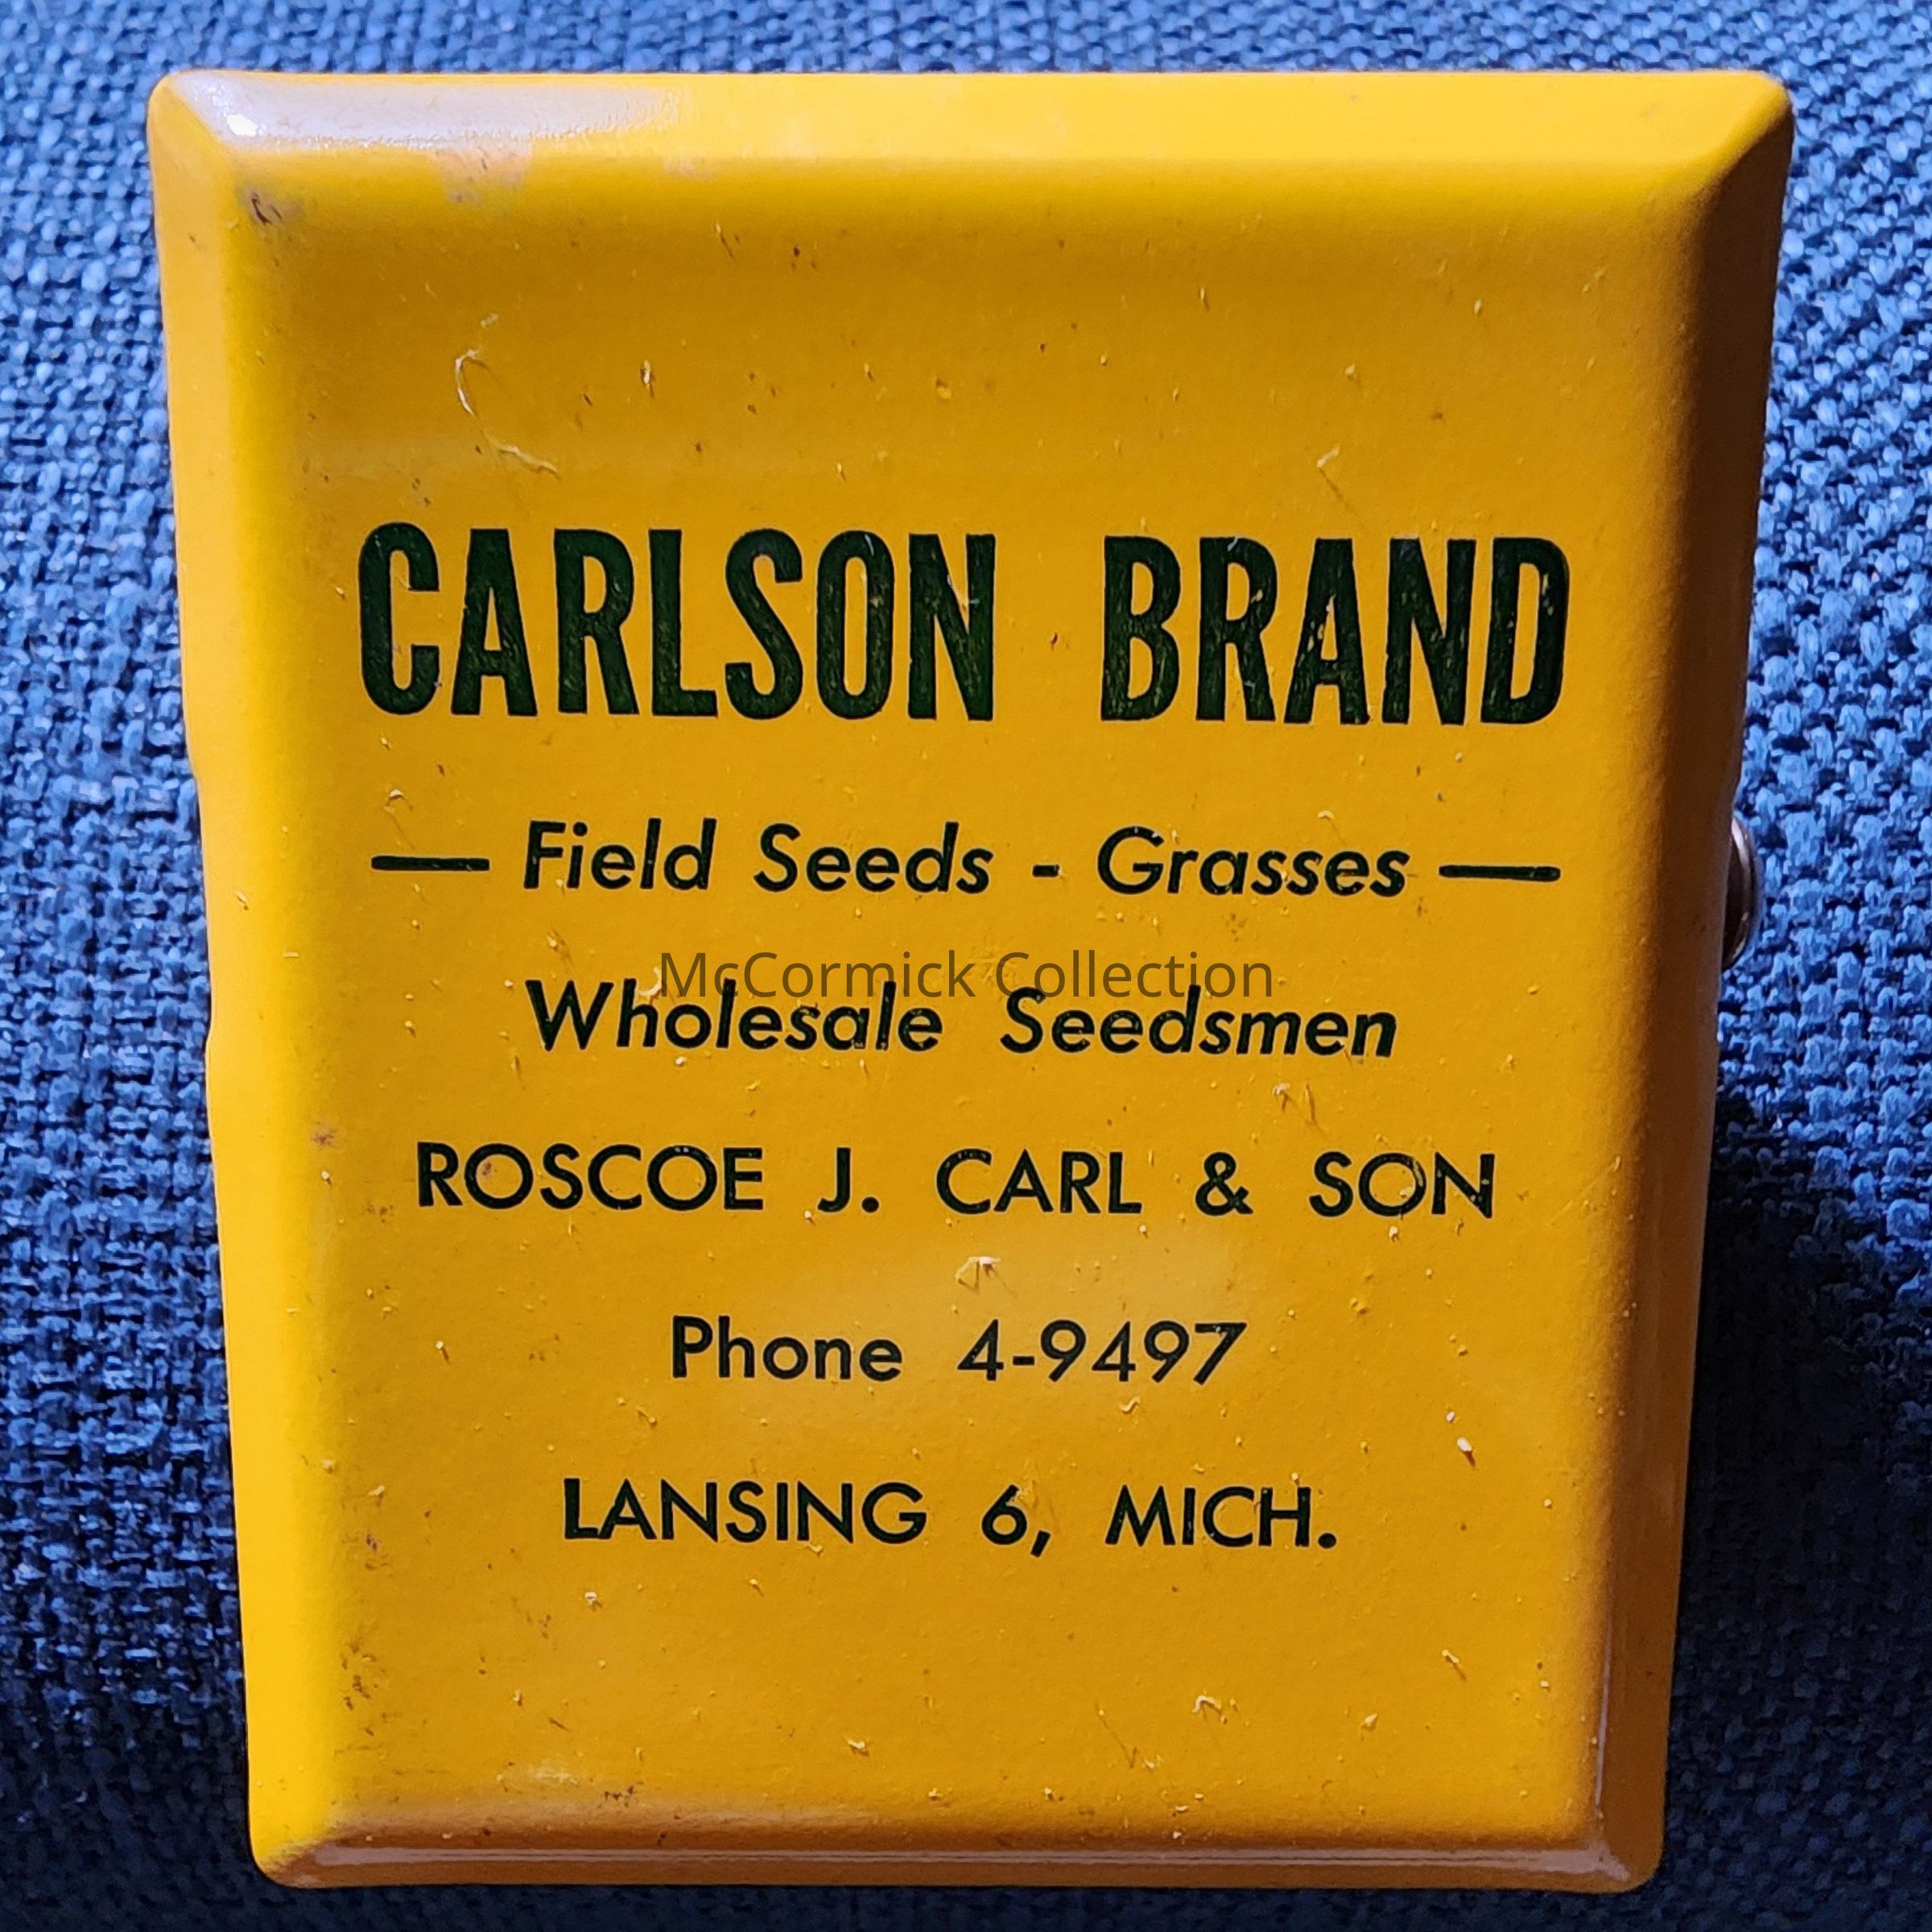 CARLSON BRAND
— Field Seeds - Grasses —
McCormick Collection
Wholesale Seedsmen
ROSCOE J. CARL & SON
Phone 4-9497
LANSING 6, MICH.